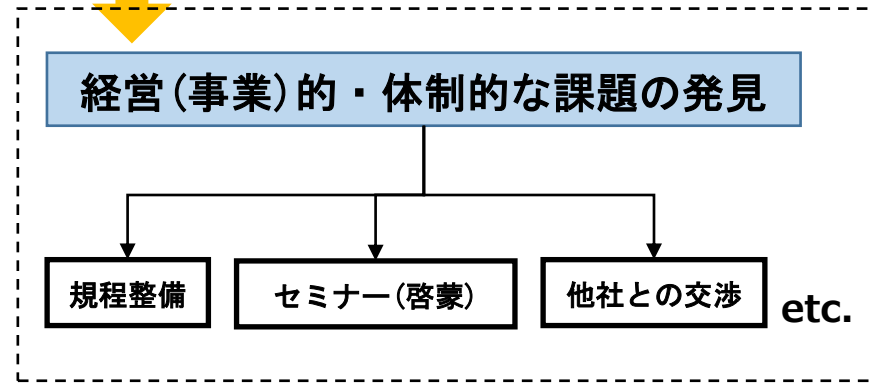 経営(事業)的・体制的な課題の発見
規程整備
セミナー(啓蒙)
他社との交渉
etc.